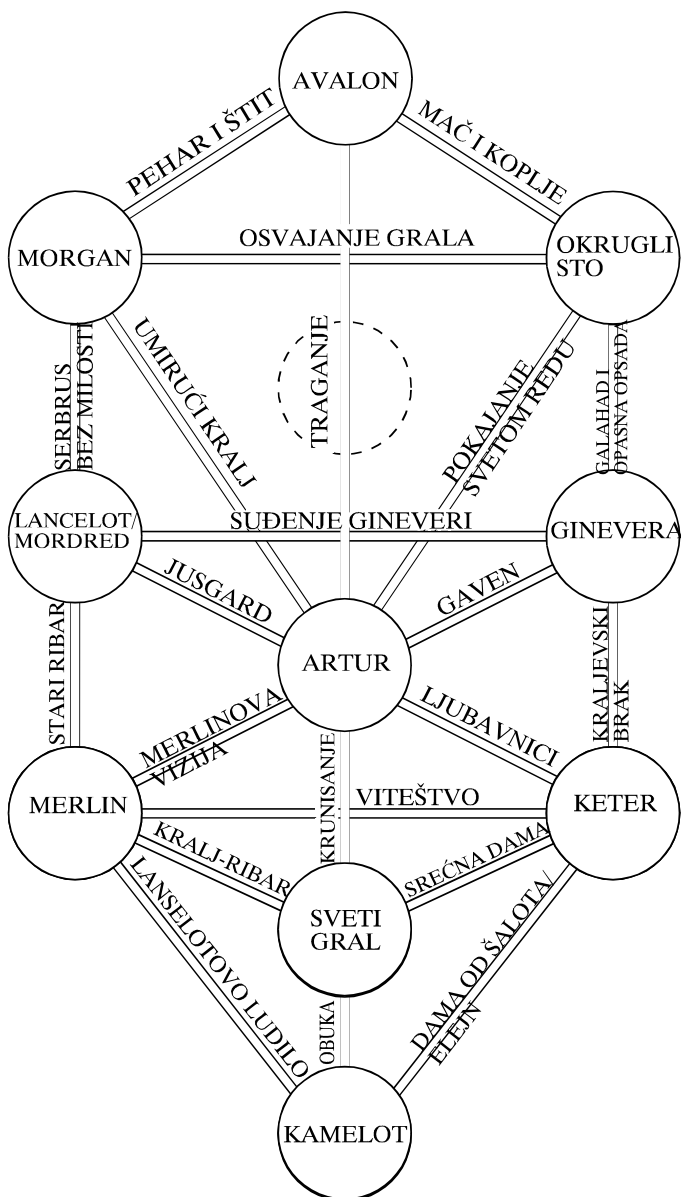 AVALON
PEHAR I ŠTIT
MAČ I KOPLJE
MORGAN
OSVAJANJE GRALA
OKRUGLI
STO
SERBRUS
BEZ MILOSTI
UMIRUĆI KRALJ
TRAGANJE
POKAJANJE
SVETOM REDU
GALAHAD I
OPASNA OPSADA
LANCELOT/
MORDRED
SUĐENJE GINEVERI
GINEVERA
JUSGARD
GAVEN
STARI RIBAR
ARTUR
KRALJEVSKI
BRAK
MERLINOVA
VIZIJA
LJUBAVNICI
MERLIN
KRUNISANJE
VITEŠTVO
KETER
KRALJ-RIBAR
SREĆNA DAMA
LANSELOTOVO LUDILO
SVETI
GRAL
DAMA OD ŠALOTA/
ELEJN
OBUKA
KAMELOT